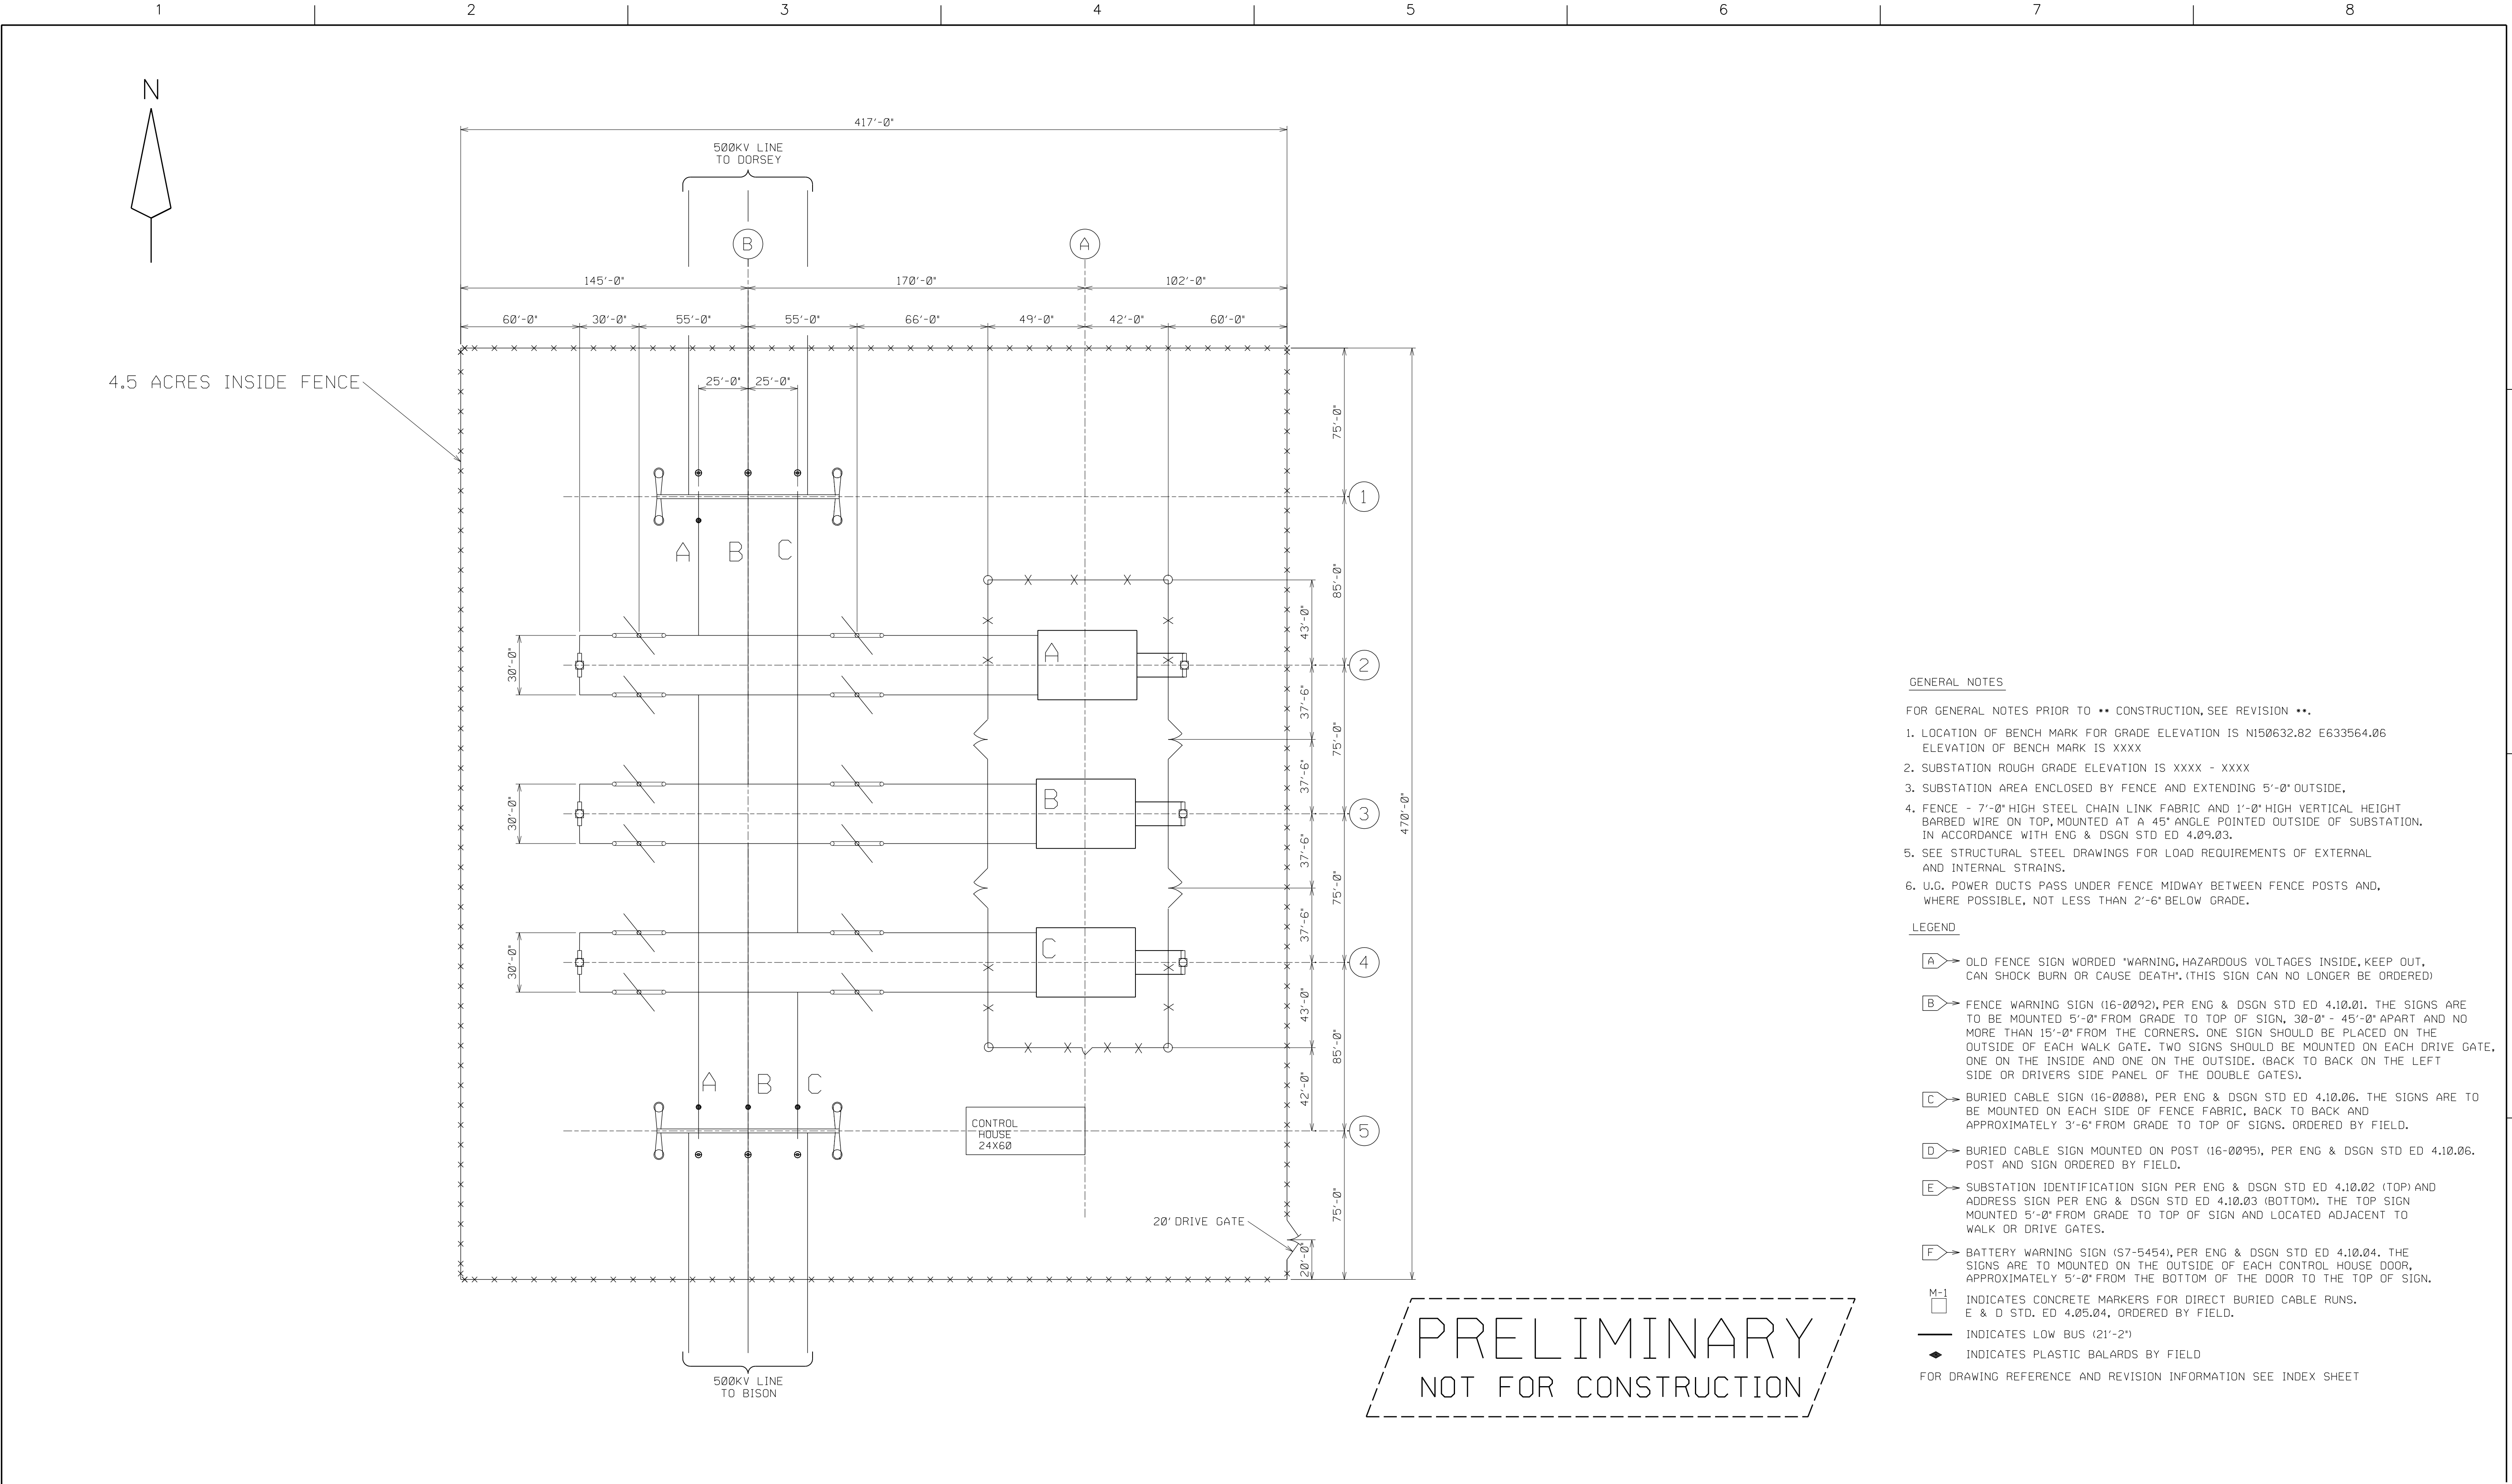 1 2 3 4 5 6 7 8
N
417'-0"
500KV LINE
TO DORSEY
B
A
145'-0" 170'-0" 102'-0"
60'-0" 30'-0" 55'-0" 55'-0" 66'-0" 49'-0" 42'-0" 60'-0"
4.5 ACRES INSIDE FENCE
25'-0" 25'-0"
75'-0"
1
A B C
85'-0"
43'-0"
30'-0"
A
2
37'-6"
75'-0"
37'-6"
30'-0"
B
3
470'-0"
37'-6"
75'-0"
37'-6"
30'-0"
C
4
43'-0"
85'-0"
A B C
42'-0"
CONTROL
HOUSE
24X60
5
75'-0"
20' DRIVE GATE
20'-0"
500KV LINE
TO BISON
PRELIMINARY
NOT FOR CONSTRUCTION
GENERAL NOTES
FOR GENERAL NOTES PRIOR TO ** CONSTRUCTION, SEE REVISION **.
1. LOCATION OF BENCH MARK FOR GRADE ELEVATION IS N150632.82 E633564.06
ELEVATION OF BENCH MARK IS XXXX
2. SUBSTATION ROUGH GRADE ELEVATION IS XXXX - XXXX
3. SUBSTATION AREA ENCLOSED BY FENCE AND EXTENDING 5'-0" OUTSIDE,
4. FENCE - 7'-0" HIGH STEEL CHAIN LINK FABRIC AND 1'-0" HIGH VERTICAL HEIGHT
BARBED WIRE ON TOP, MOUNTED AT A 45° ANGLE POINTED OUTSIDE OF SUBSTATION.
IN ACCORDANCE WITH ENG & DSGN STD ED 4.09.03.
5. SEE STRUCTURAL STEEL DRAWINGS FOR LOAD REQUIREMENTS OF EXTERNAL
AND INTERNAL STRAINS.
6. U.G. POWER DUCTS PASS UNDER FENCE MIDWAY BETWEEN FENCE POSTS AND,
WHERE POSSIBLE, NOT LESS THAN 2'-6" BELOW GRADE.
LEGEND
A OLD FENCE SIGN WORDED "WARNING, HAZARDOUS VOLTAGES INSIDE, KEEP OUT,
CAN SHOCK BURN OR CAUSE DEATH". (THIS SIGN CAN NO LONGER BE ORDERED)
B FENCE WARNING SIGN (16-0092), PER ENG & DSGN STD ED 4.10.01. THE SIGNS ARE
TO BE MOUNTED 5'-0" FROM GRADE TO TOP OF SIGN, 30-0" - 45'-0" APART AND NO
MORE THAN 15'-0" FROM THE CORNERS. ONE SIGN SHOULD BE PLACED ON THE
OUTSIDE OF EACH WALK GATE. TWO SIGNS SHOULD BE MOUNTED ON EACH DRIVE GATE,
ONE ON THE INSIDE AND ONE ON THE OUTSIDE. (BACK TO BACK ON THE LEFT
SIDE OR DRIVERS SIDE PANEL OF THE DOUBLE GATES).
C BURIED CABLE SIGN (16-0088), PER ENG & DSGN STD ED 4.10.06. THE SIGNS ARE TO
BE MOUNTED ON EACH SIDE OF FENCE FABRIC, BACK TO BACK AND
APPROXIMATELY 3'-6" FROM GRADE TO TOP OF SIGNS. ORDERED BY FIELD.
D BURIED CABLE SIGN MOUNTED ON POST (16-0095), PER ENG & DSGN STD ED 4.10.06.
POST AND SIGN ORDERED BY FIELD.
E SUBSTATION IDENTIFICATION SIGN PER ENG & DSGN STD ED 4.10.02 (TOP) AND
ADDRESS SIGN PER ENG & DSGN STD ED 4.10.03 (BOTTOM). THE TOP SIGN
MOUNTED 5'-0" FROM GRADE TO TOP OF SIGN AND LOCATED ADJACENT TO
WALK OR DRIVE GATES.
F BATTERY WARNING SIGN (S7-5454), PER ENG & DSGN STD ED 4.10.04. THE
SIGNS ARE TO MOUNTED ON THE OUTSIDE OF EACH CONTROL HOUSE DOOR,
APPROXIMATELY 5'-0" FROM THE BOTTOM OF THE DOOR TO THE TOP OF SIGN.
M-1 INDICATES CONCRETE MARKERS FOR DIRECT BURIED CABLE RUNS.
E & D STD. ED 4.05.04, ORDERED BY FIELD.
INDICATES LOW BUS (21'-2")
INDICATES PLASTIC BALARDS BY FIELD
FOR DRAWING REFERENCE AND REVISION INFORMATION SEE INDEX SHEET